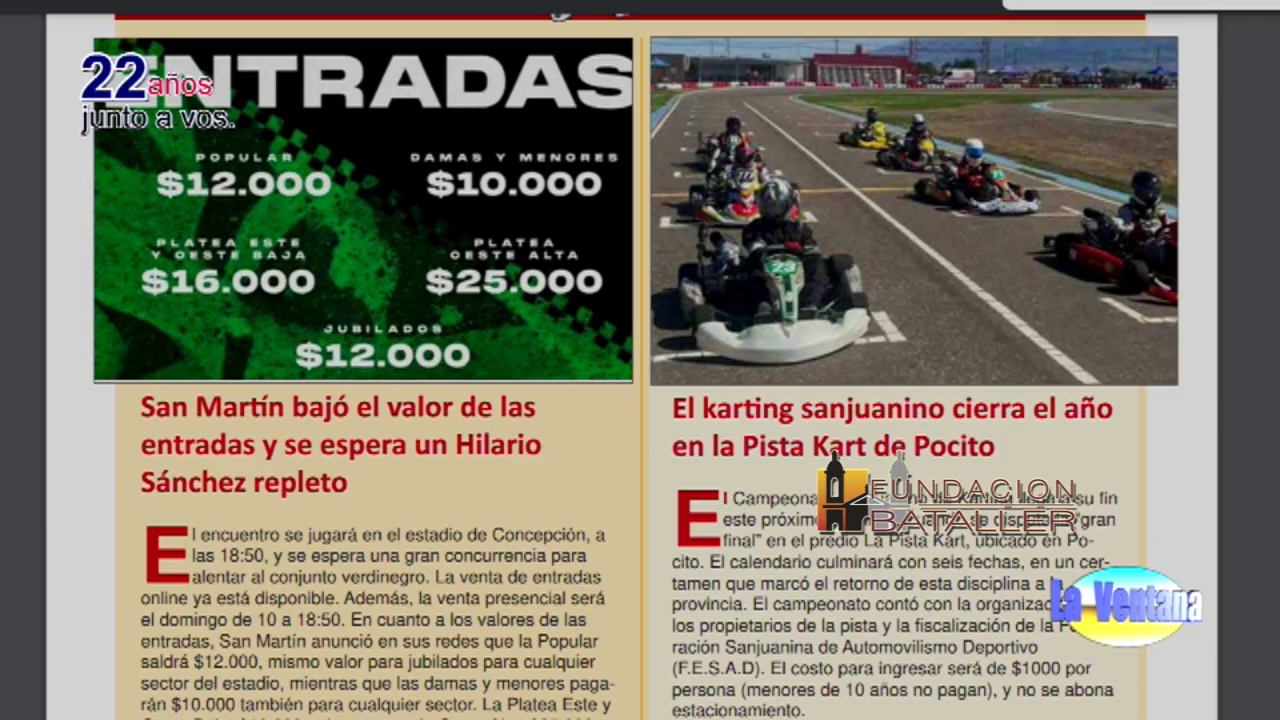 22 años
junto a vos.
ENTRADAS
POPULAR
$12.000
DAMAS Y MENORES
$10.000
PLATEA ESTE
Y OESTE BAJA
$16.000
PLATEA
OESTE ALTA
$25.000
JUBILADOS
$12.000
San Martín bajó el valor de las
entradas y se espera un Hilario
Sánchez repleto
El encuentro se jugará en el estadio de Concepción, a
las 18:50, y se espera una gran concurrencia para
alentar al conjunto verdinegro. La venta de entradas
online ya está disponible. Además, la venta presencial será
el domingo de 10 a 18:50. En cuanto a los valores de las
entradas, San Martín anunció en sus redes que la Popular
saldrá $12.000, mismo valor para jubilados para cualquier
sector del estadio, mientras que las damas y menores paga-
rán $10.000 también para cualquier sector. La Platea Este y
23
El karting sanjuanino cierra el año
en la Pista Kart de Pocito
El a su fin
este "gran
final" en el predio La Pista Kart, ubicado en Po-
cito. El calendario culminará con seis fechas, en un cer-
tamen que marcó el retorno de esta disciplina a
provincia. El campeonato contó con la
los propietarios de la pista y la fiscalización de la
ración Sanjuanina de Automovilismo Deportivo
(F.E.S.A.D). El costo para ingresar será de $1000 por
persona (menores de 10 años no pagan), y no se abona
estacionamiento.
FUNDACION
BATALLER
La Ventana